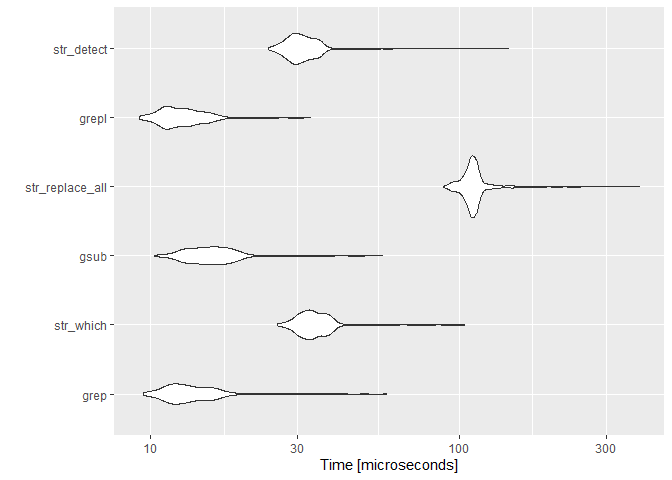 str_detect
grepl
str_replace_all
gsub
str_which
grep
10 30 100 300
Time [microseconds]